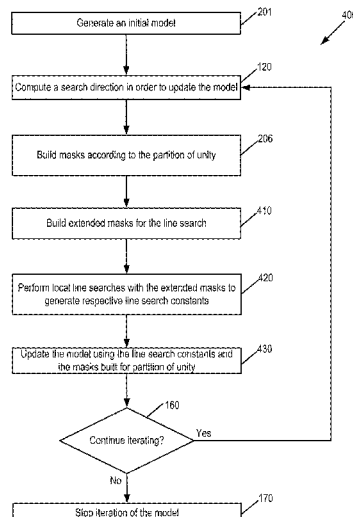 Generate an initial model
201
400
Compute a search direction in order to update the model
120
Build masks according to the partition of unity
206
Build extended masks for the line search
410
Perform local line searches with the extended masks to
generate respective line search constants
420
Update the model using the line search constants and
the masks built for partition of unity
430
160
Continue iterating?
Yes
No
Stop iteration of the model
170